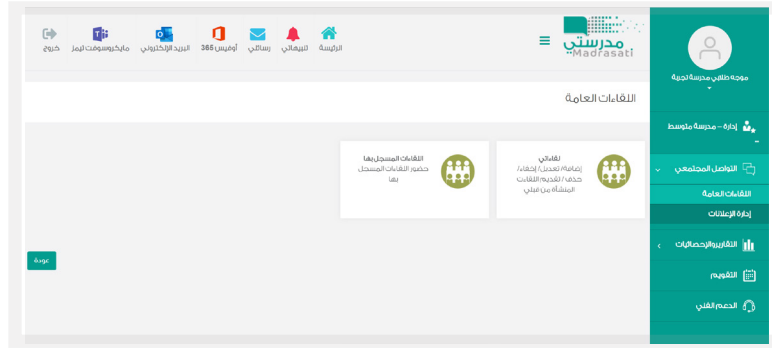 مدرستي
Madrasati
الرئيسة
تنبيهاتي
رسائلي
أوفيس 365
البريد الإلكتروني
مايكروسوفت تيمز
خروج
موجه طلابي مدرسة تجربة
إدارة – مدرسة متوسط
–
التواصل المجتمعي
اللقاءات العامة
إدارة الإعلانات
التقارير والإحصائيات
التقويم
الدعم الفني
اللقاءات العامة
لقاءاتي
إضافة/ تعديل/ إخفاء/
حذف/ تقديم اللقاءات
المنشأة من قبلي
اللقاءات المسجل بها
حضور اللقاءات المسجل
بها
عودة